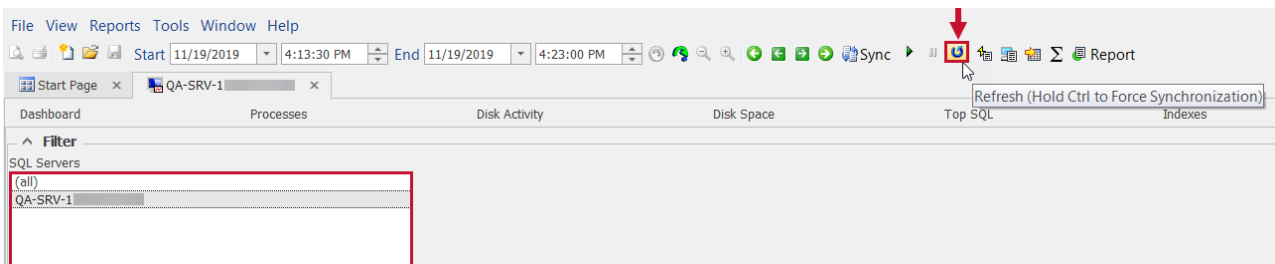 File View Reports Tools Window Help
Start 11/19/2019 4:13:30 PM End 11/19/2019 4:23:00 PM Sync Σ Report
Start Page × QA-SRV-1 ×
Refresh (Hold Ctrl to Force Synchronization)
Dashboard Processes Disk Activity Disk Space Top SQL Indexes
Filter
SQL Servers
(all)
QA-SRV-1